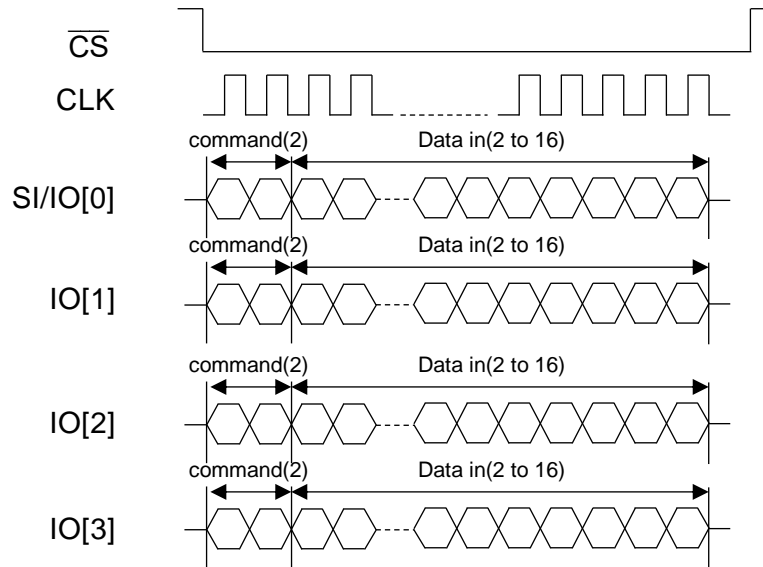 CS
CLK
command(2) Data in(2 to 16)
SI/IO[0]
command(2) Data in(2 to 16)
IO[1]
command(2) Data in(2 to 16)
IO[2]
command(2) Data in(2 to 16)
IO[3]